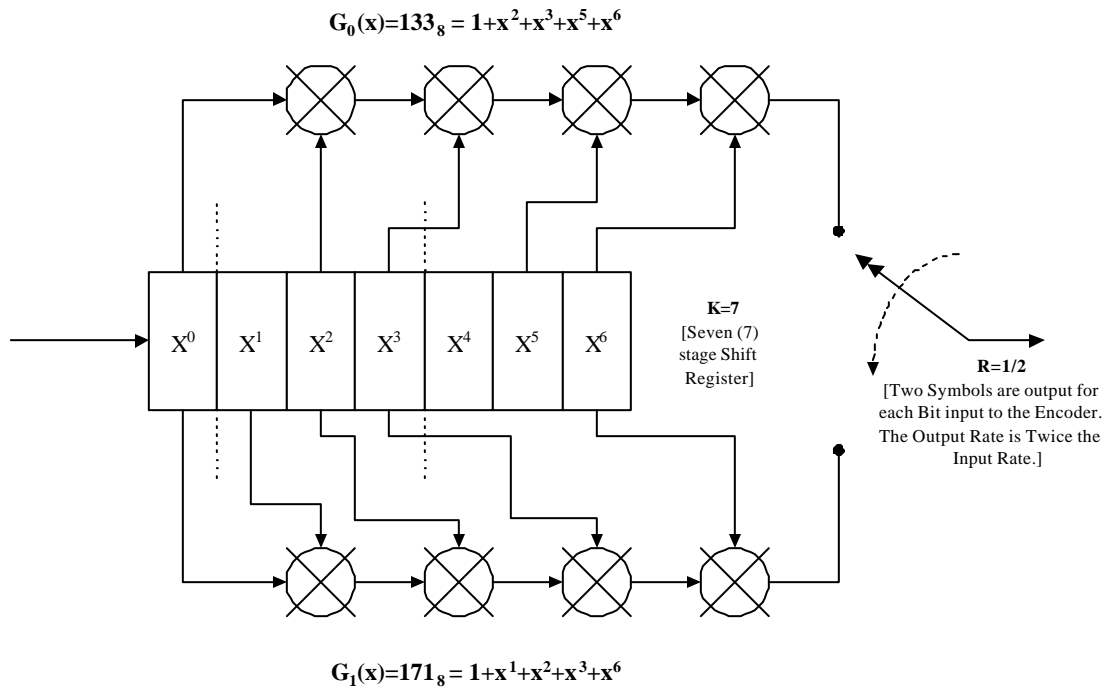 G₀(x)=133₈ = 1+x²+x³+x⁵+x⁶
X⁰ X¹ X² X³ X⁴ X⁵ X⁶
K=7
[Seven (7)
stage Shift
Register]
R=1/2
[Two Symbols are output for
each Bit input to the Encoder.
The Output Rate is Twice the
Input Rate.]
G₁(x)=171₈ = 1+x¹+x²+x³+x⁶